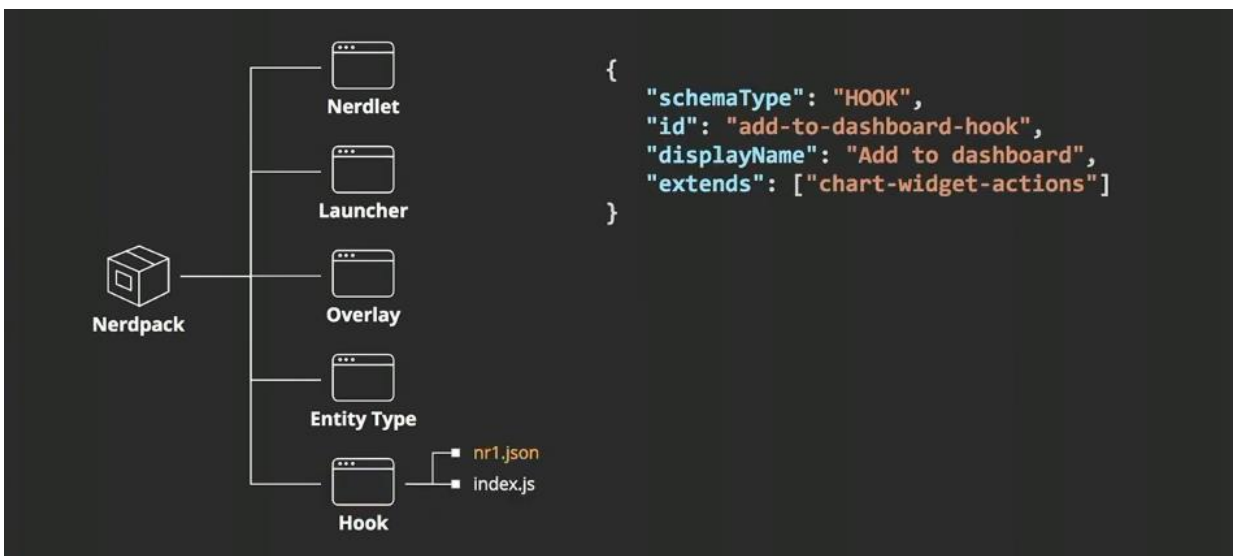 Nerdpack
Nerdlet
Launcher
Overlay
Entity Type
Hook
nr1.json
index.js
{
"schemaType": "HOOK",
"id": "add-to-dashboard-hook",
"displayName": "Add to dashboard",
"extends": ["chart-widget-actions"]
}